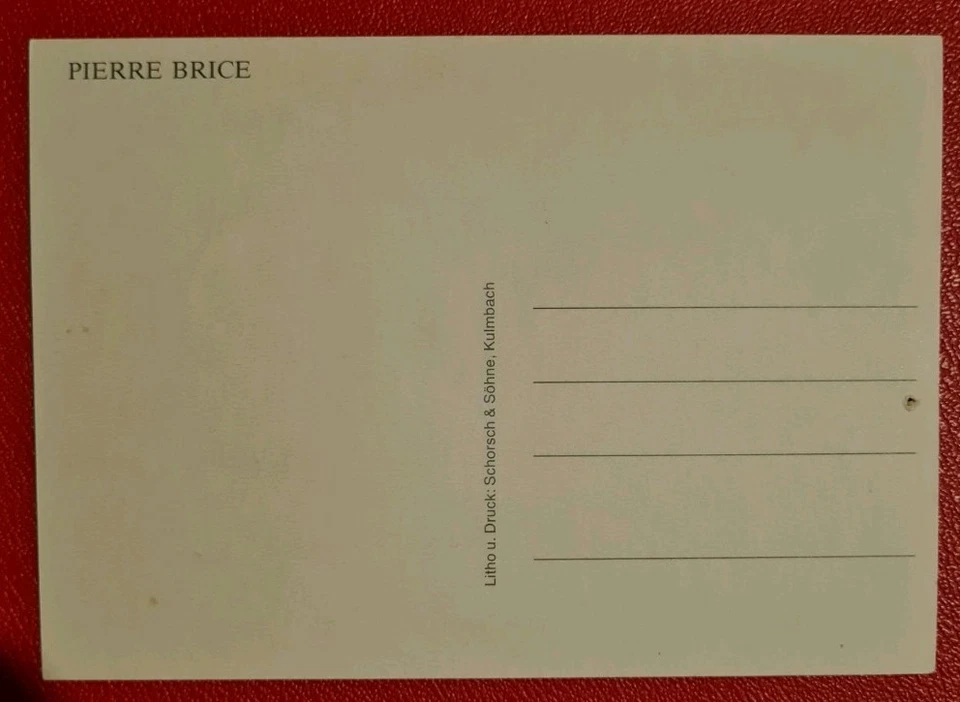 PIERRE BRICE
Litho u. Druck: Schorsch & Söhne, Kulmbach